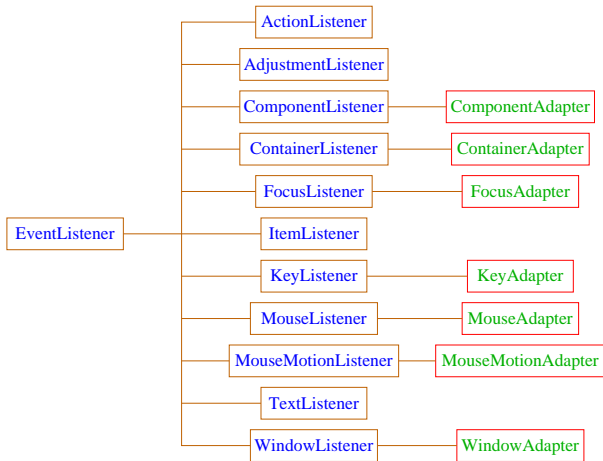 ActionListener
AdjustmentListener
ComponentListener ComponentAdapter
ContainerListener ContainerAdapter
FocusListener FocusAdapter
EventListener ItemListener
KeyListener KeyAdapter
MouseListener MouseAdapter
MouseMotionListener MouseMotionAdapter
TextListener
WindowListener WindowAdapter